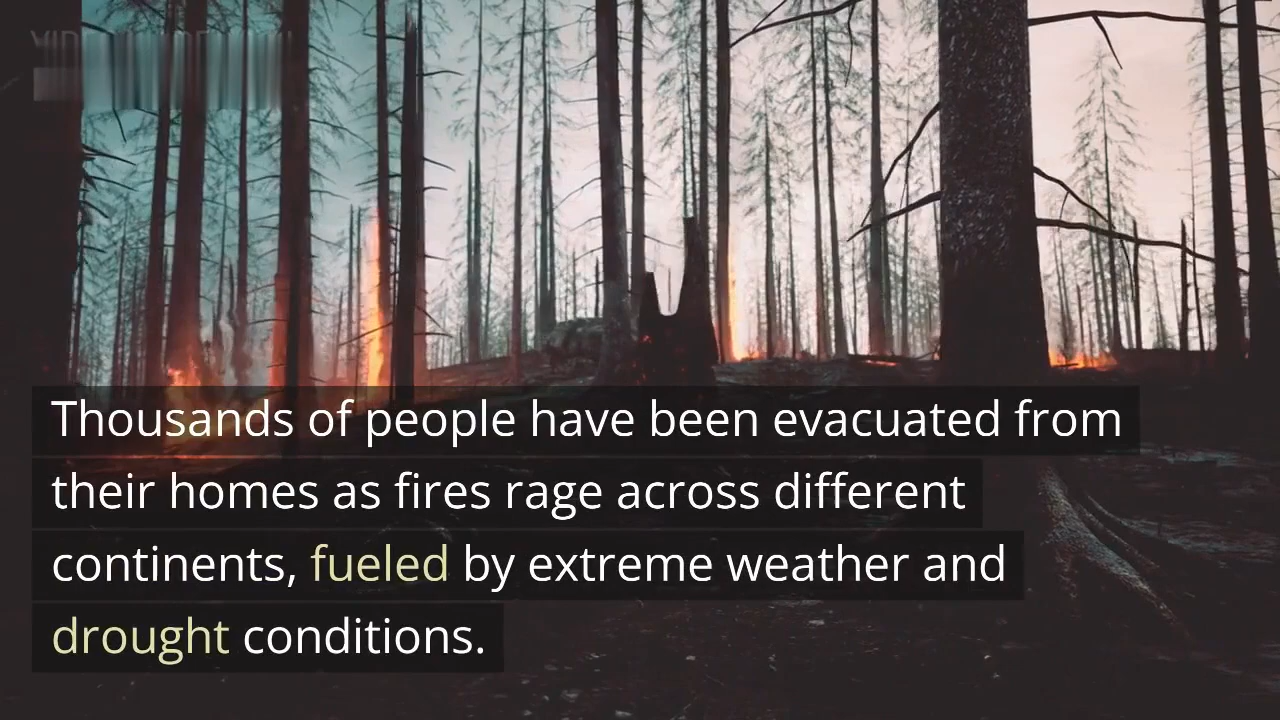 Thousands of people have been evacuated from
their homes as fires rage across different
continents, fueled by extreme weather and
drought conditions.